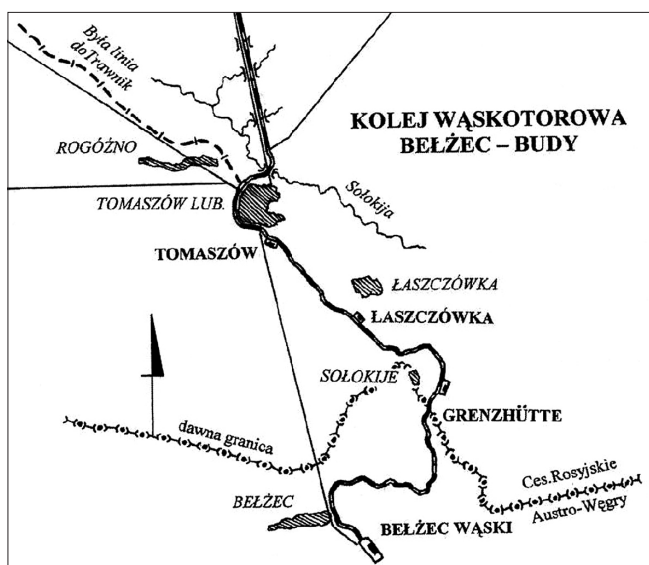 Była linia
do Trawnik
KOLEJ WĄSKOTOROWA
BEŁŻEC – BUDY
ROGÓŹNO
Sołokija
TOMASZÓW LUB.
TOMASZÓW
ŁASZCZÓWKA
ŁASZCZÓWKA
SOŁOKIJE
GRENZHÜTTE
dawna granica
Ces.Rosyjskie
Austro-Węgry
BEŁŻEC
BEŁŻEC WĄSKI